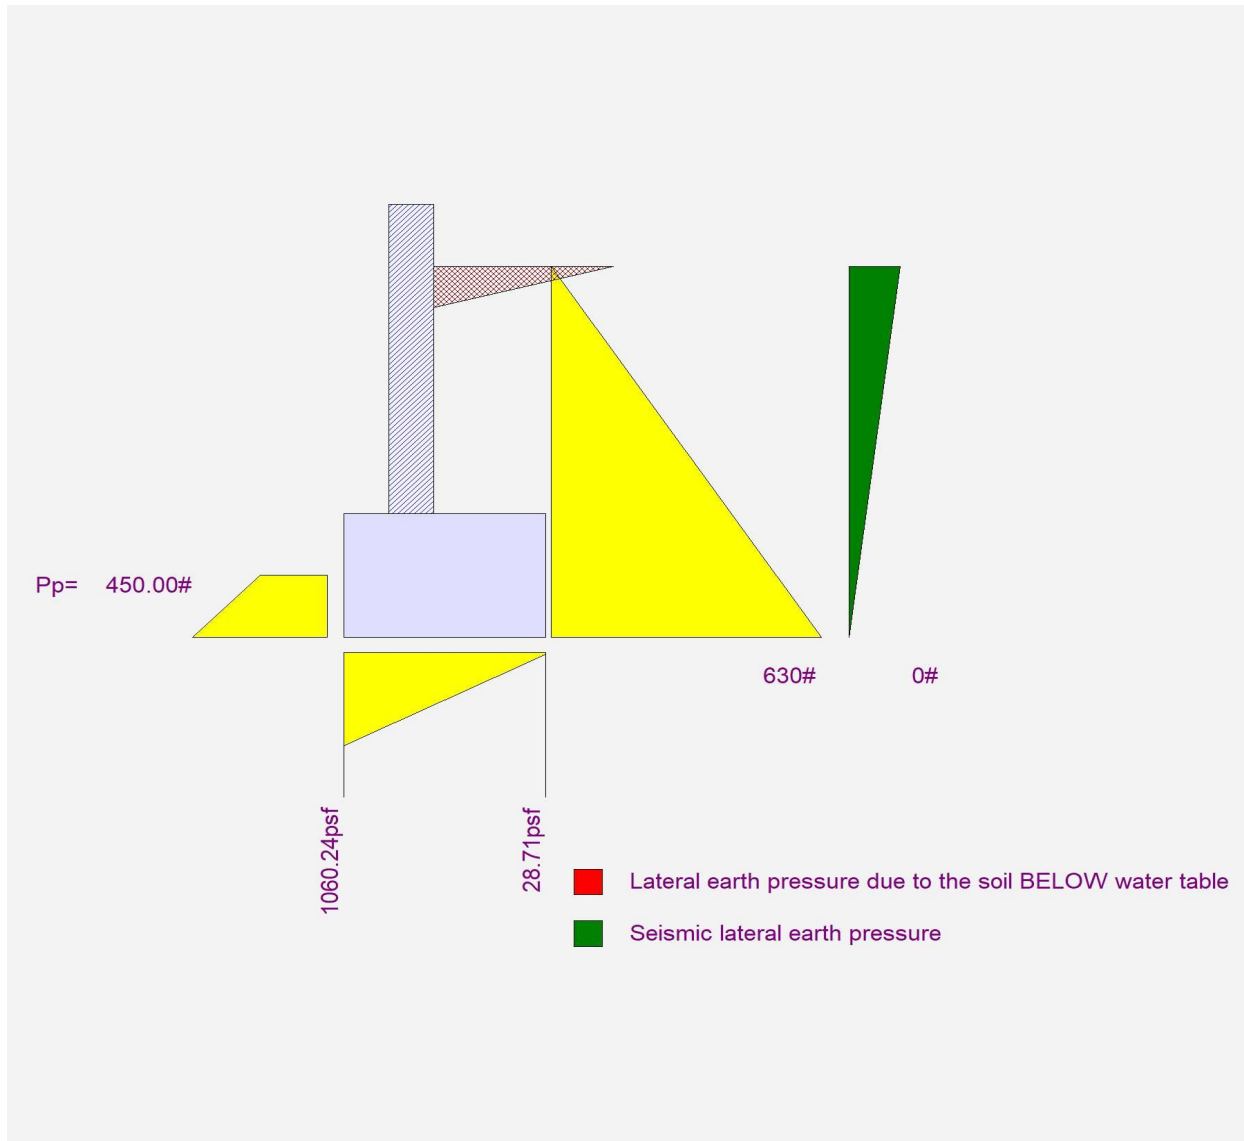 Pp= 450.00#
630# 0#
1060.24psf
28.71psf
Lateral earth pressure due to the soil BELOW water table
Seismic lateral earth pressure